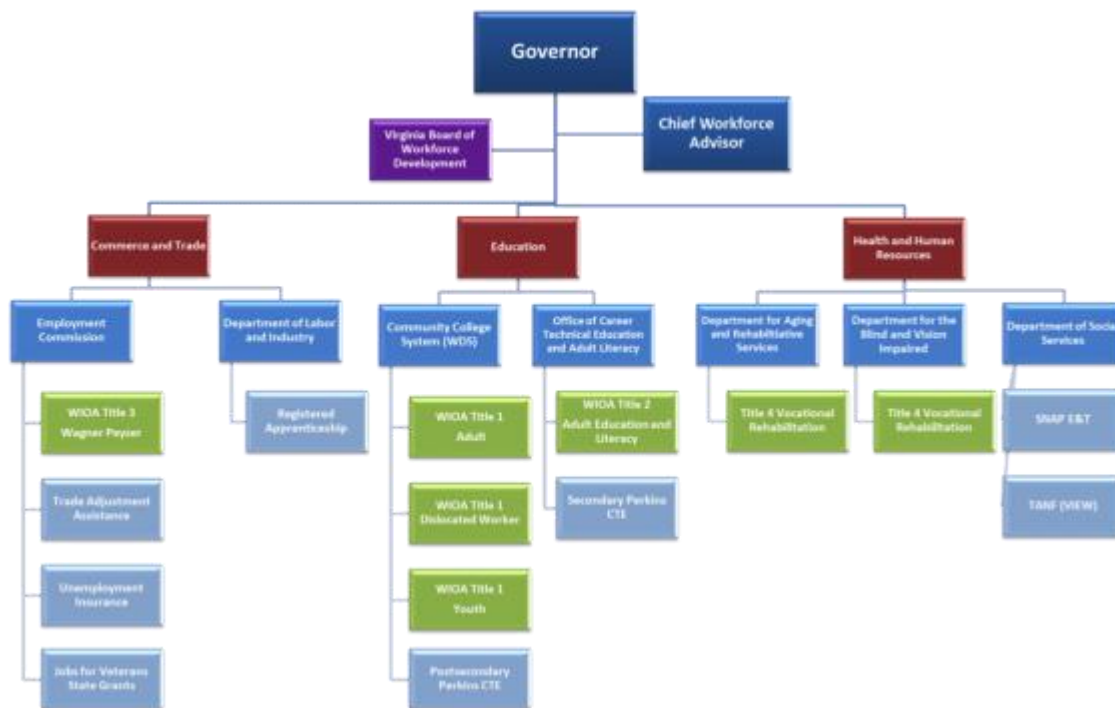 Governor
Virginia Board of
Workforce
Development
Chief Workforce
Advisor
Commerce and Trade
Education
Health and Human
Resources
Employment
Commission
Department of Labor
and Industry
Community College
System (WDS)
Office of Career
Technical Education
and Adult Literacy
Department for Aging
and Rehabilitiative
Services
Department for the
Blind and Vision
Impaired
Department of Social
Services
WIOA Title 3
Wagner Peyser
Trade Adjustment
Assistance
Unemployment
Insurance
Jobs for Veterans
State Grants
Registered
Apprenticeship
WIOA Title 1
Adult
WIOA Title 1
Dislocated Worker
WIOA Title 1
Youth
Postsecondary
Perkins CTE
WIOA Title 2
Adult Education and
Literacy
Secondary Perkins
CTE
Title 4 Vocational
Rehabilitation
Title 4 Vocational
Rehabilitation
SNAP E&T
TANF (VIEW)